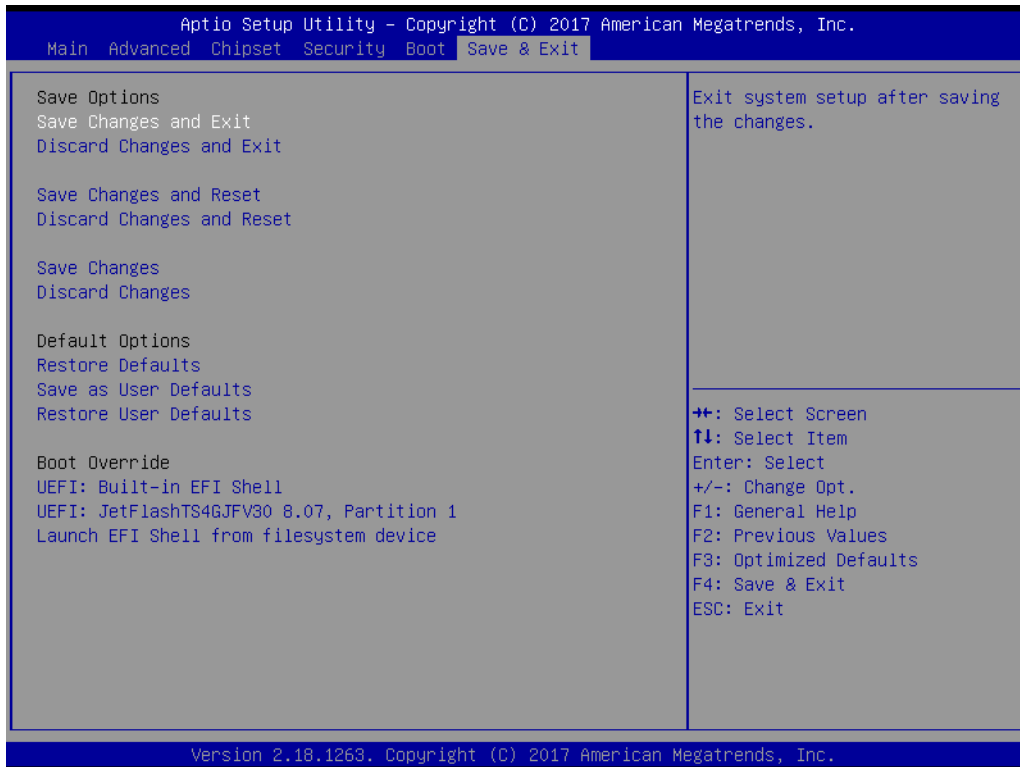 Aptio Setup Utility – Copyright (C) 2017 American Megatrends, Inc.
Main Advanced Chipset Security Boot Save & Exit
Save Options
Save Changes and Exit
Discard Changes and Exit
Save Changes and Reset
Discard Changes and Reset
Save Changes
Discard Changes
Default Options
Restore Defaults
Save as User Defaults
Restore User Defaults
Boot Override
UEFI: Built-in EFI Shell
UEFI: JetFlashTS4GJFV30 8.07, Partition 1
Launch EFI Shell from filesystem device
Exit system setup after saving
the changes.
→←: Select Screen
↑↓: Select Item
Enter: Select
+/-: Change Opt.
F1: General Help
F2: Previous Values
F3: Optimized Defaults
F4: Save & Exit
ESC: Exit
Version 2.18.1263. Copyright (C) 2017 American Megatrends, Inc.